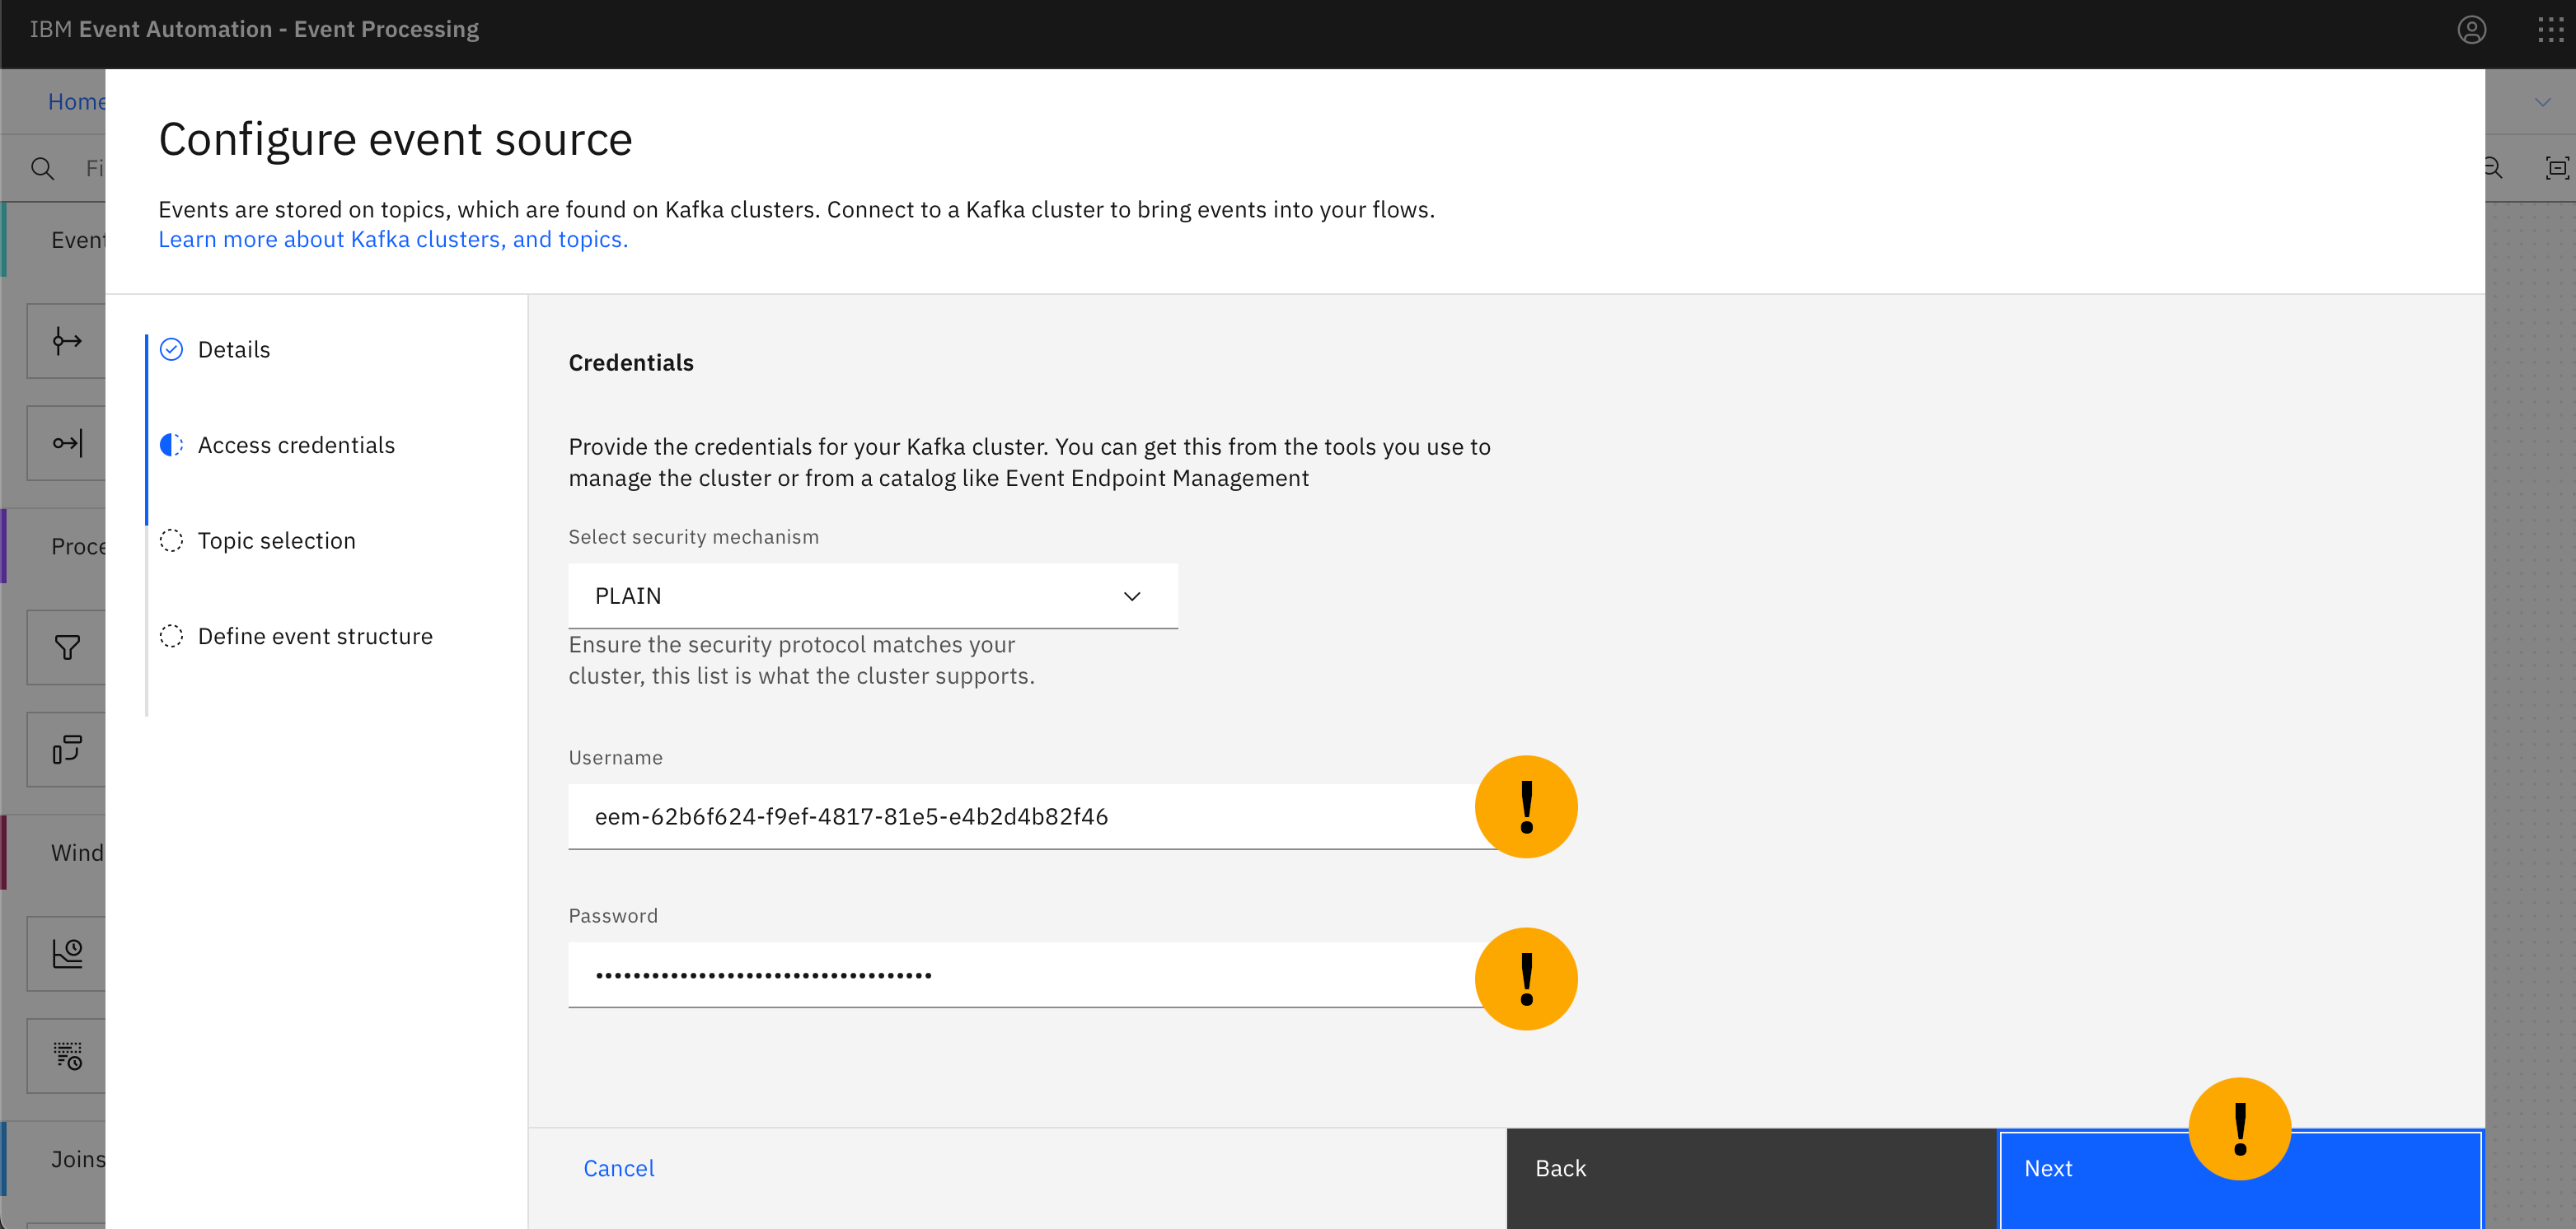 IBM Event Automation - Event Processing
Home
Configure event source
Events are stored on topics, which are found on Kafka clusters. Connect to a Kafka cluster to bring events into your flows.
Learn more about Kafka clusters, and topics.
Fi
Event
Proce
Wind
Joins
Details
Access credentials
Topic selection
Define event structure
Credentials
Provide the credentials for your Kafka cluster. You can get this from the tools you use to
manage the cluster or from a catalog like Event Endpoint Management
Select security mechanism
PLAIN
Ensure the security protocol matches your
cluster, this list is what the cluster supports.
Username
eem-62b6f624-f9ef-4817-81e5-e4b2d4b82f46
!
Password
••••••••••••••••••••••••••••••••••••
!
!
Cancel
Back
Next